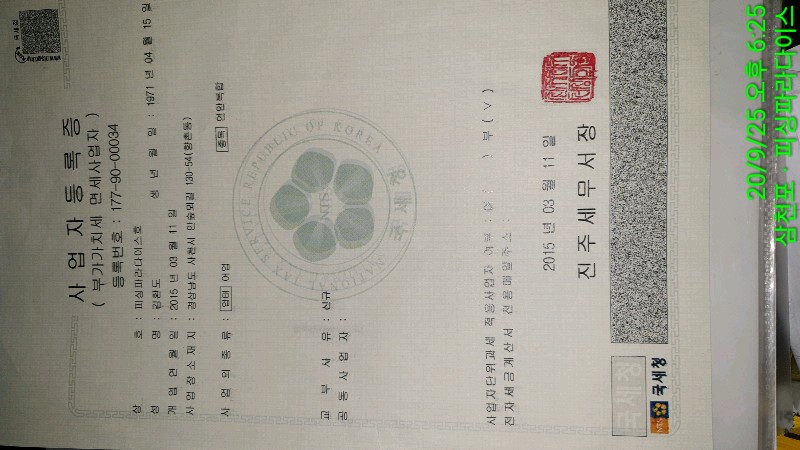 국세청
사 업 자 등 록 증
( 부가가치세 면세사업자 )
등록번호 : 177-90-00034
상 호 : 피싱파라다이스호
성 명 : 김환도 생 년 월 일 : 1971 년 04 월 15 일
개 업 연 월 일 : 2015 년 03 월 11 일
사 업 장 소 재 지 : 경상남도 사천시 안숲뫼길 130-54(향촌동)
사 업 의 종 류 : 업태 어업 종목 연안복합
NATIONAL TAX SERVICE REPUBLIC OF KOREA
NTS
국세청
교 부 사 유 : 신규
공 동 사 업 자 :
사업자단위과세 적용사업자 여부 : ) 부 ( V )
전자세금계산서 전용메일주소 :
2015 년 03 월 11 일
진 주 세 무 서 장
국세청
NTS 국세청
20/9/25 오후 6:25
삼천포 · 피싱파라다이스